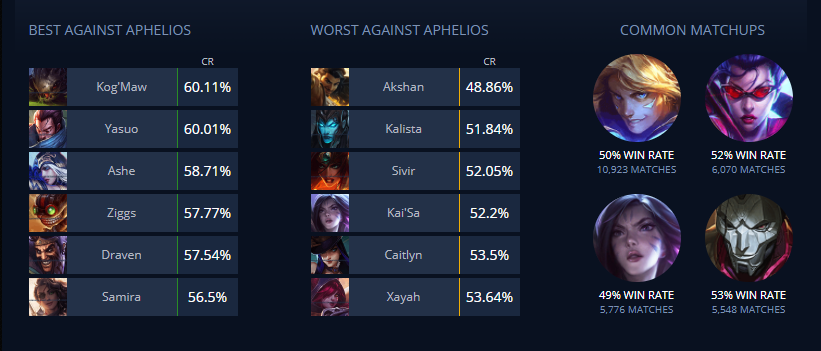 BEST AGAINST APHELIOS
CR
Kog'Maw 60.11%
Yasuo 60.01%
Ashe 58.71%
Ziggs 57.77%
Draven 57.54%
Samira 56.5%
WORST AGAINST APHELIOS
CR
Akshan 48.86%
Kalista 51.84%
Sivir 52.05%
Kai'Sa 52.2%
Caitlyn 53.5%
Xayah 53.64%
COMMON MATCHUPS
50% WIN RATE
10,923 MATCHES
52% WIN RATE
6,070 MATCHES
49% WIN RATE
5,776 MATCHES
53% WIN RATE
5,548 MATCHES